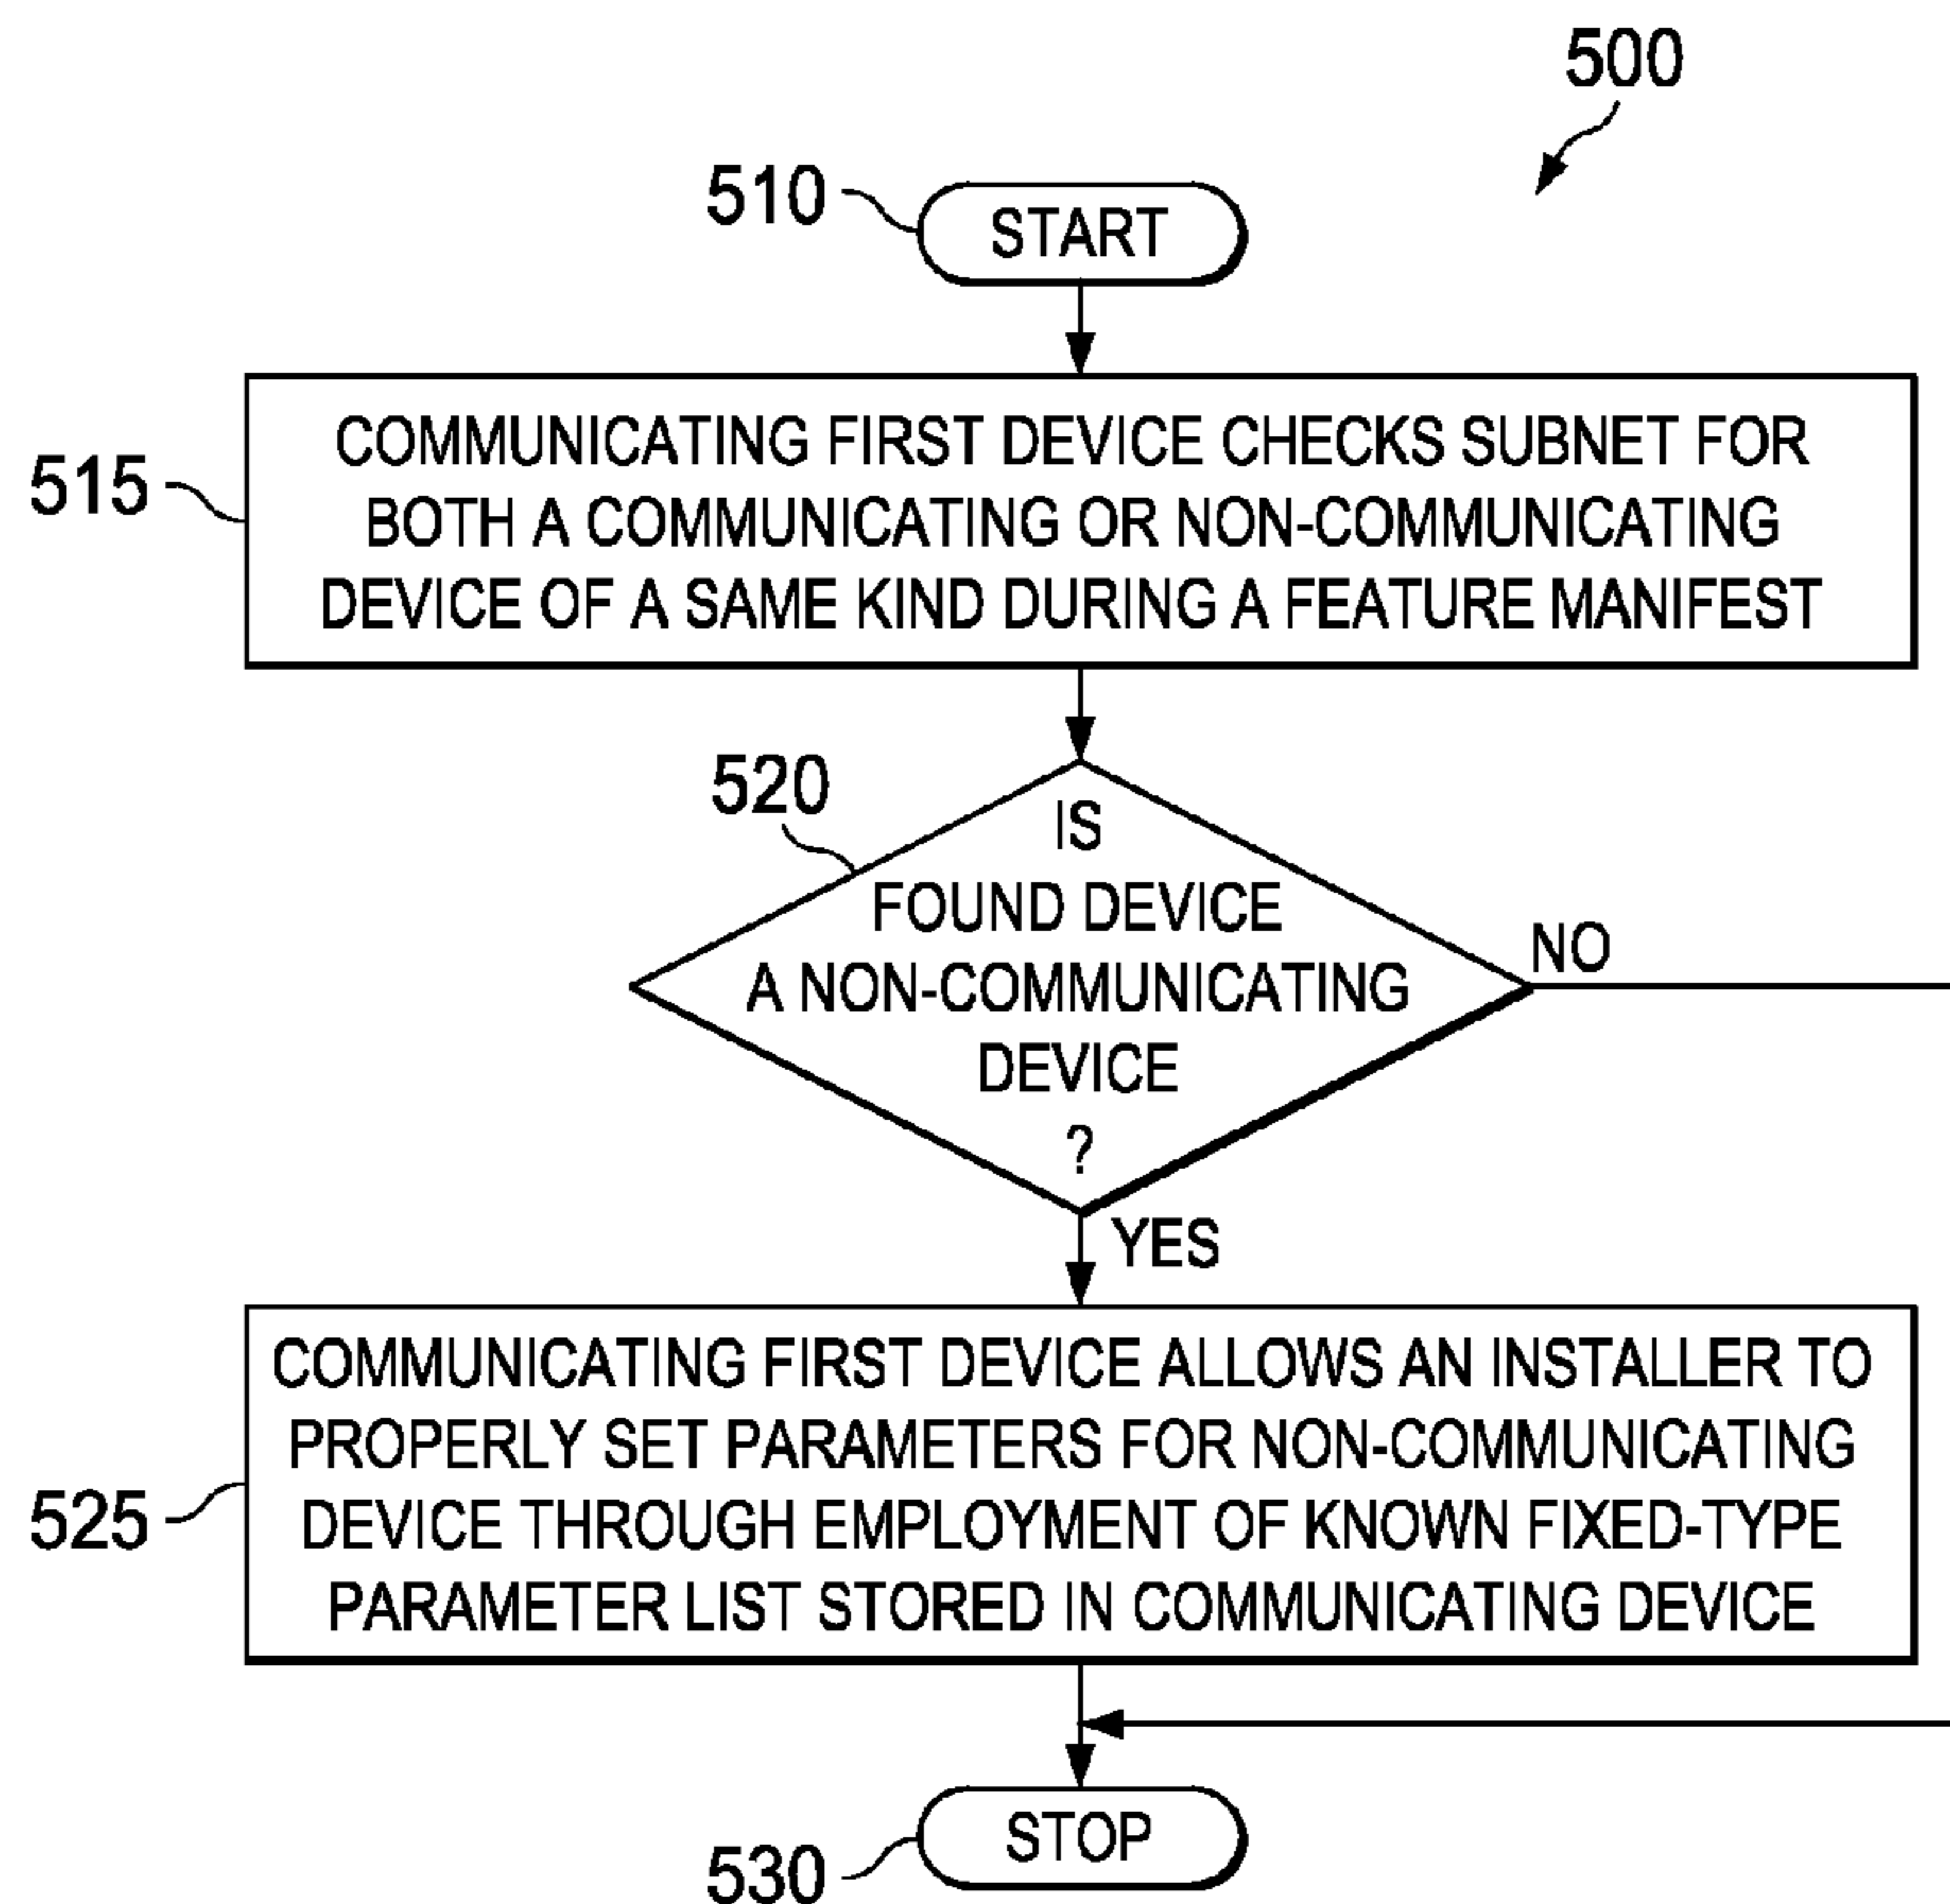 500
510
START
515
COMMUNICATING FIRST DEVICE CHECKS SUBNET FOR
BOTH A COMMUNICATING OR NON-COMMUNICATING
DEVICE OF A SAME KIND DURING A FEATURE MANIFEST
520
IS
FOUND DEVICE
A NON-COMMUNICATING
DEVICE
?
NO
YES
525
COMMUNICATING FIRST DEVICE ALLOWS AN INSTALLER TO
PROPERLY SET PARAMETERS FOR NON-COMMUNICATING
DEVICE THROUGH EMPLOYMENT OF KNOWN FIXED-TYPE
PARAMETER LIST STORED IN COMMUNICATING DEVICE
530
STOP